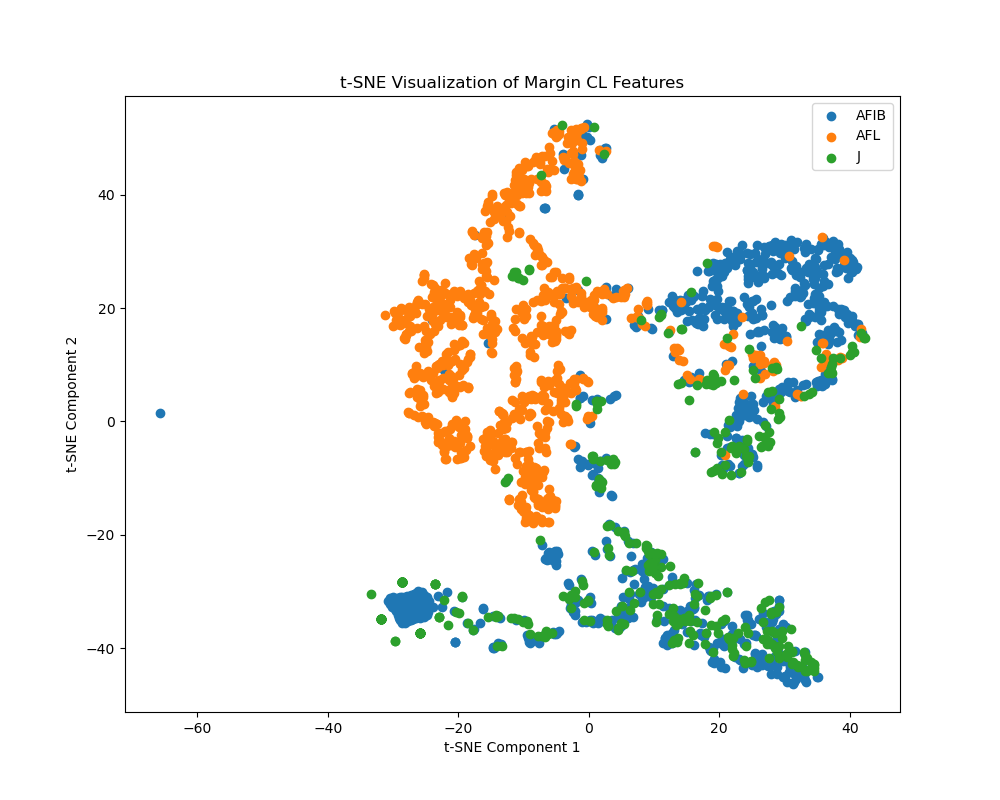 t-SNE Visualization of Margin CL Features
AFIB
AFL
J
40
20
0
−20
−40
t-SNE Component 2
−60
−40
−20
0
20
40
t-SNE Component 1